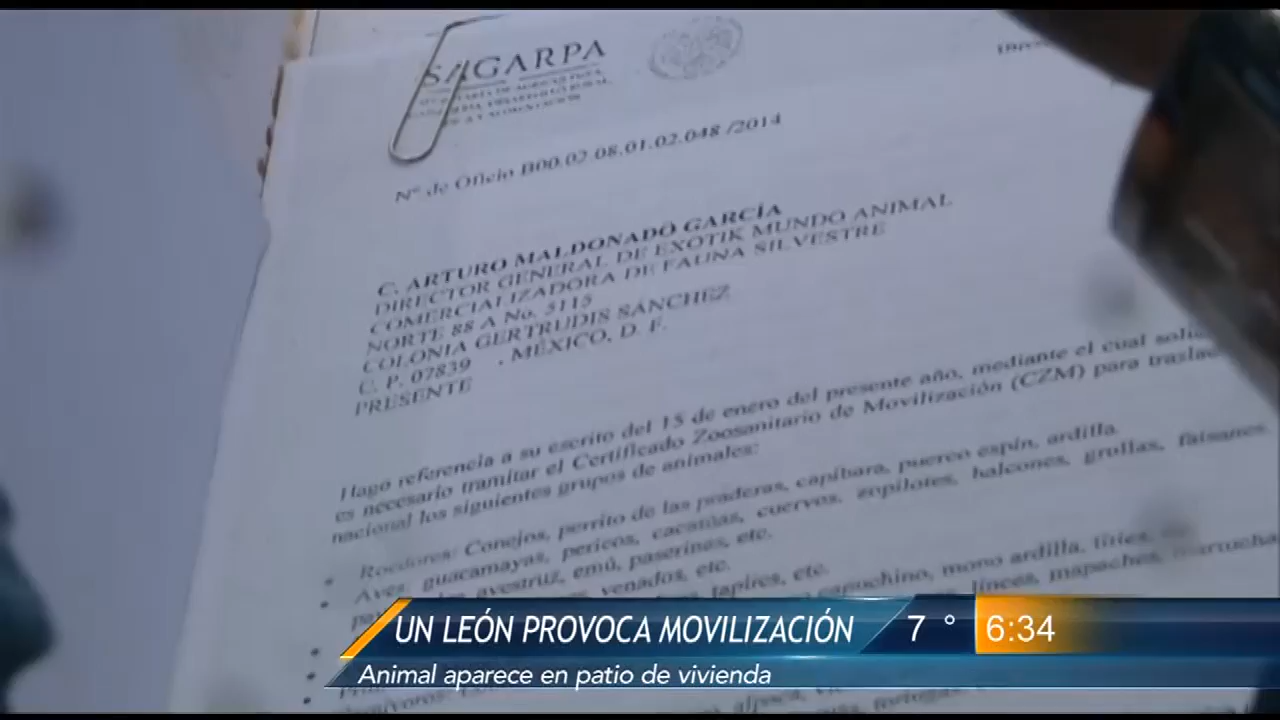 SAGARPA
Nº de Oficio B00.02.08.01.02.048 /2014
C. ARTURO MALDONADO GARCÍA
DIRECTOR GENERAL DE EXOTIK MUNDO ANIMAL
COMERCIALIZADORA DE FAUNA SILVESTRE
NORTE 88 A No. 5115
COLONIA GERTRUDIS SÁNCHEZ
C. P. 07839 . MÉXICO, D. F.
PRESENTE
Hago referencia a su escrito del 15 de enero del presente año, mediante el cual
es necesario tramitar el Certificado Zoosanitario de Movilización (CZM) para
nacional los siguientes grupos de animales:
• Roedores: Conejos, perrito de las praderas, capibara, puerco espín, ardilla.
• Aves, guacamayas, pericos, cacatúas, cuervos, zopilotes, halcones, grullas, faisanes.
avestruz, emú, paserines, etc.
venados, etc.
tapires, etc.
capuchino, mono ardilla, titíes,
linces, mapaches,
UN LEÓN PROVOCA MOVILIZACIÓN 7 ° 6:34
Animal aparece en patio de vivienda
alpaca,
tortugas